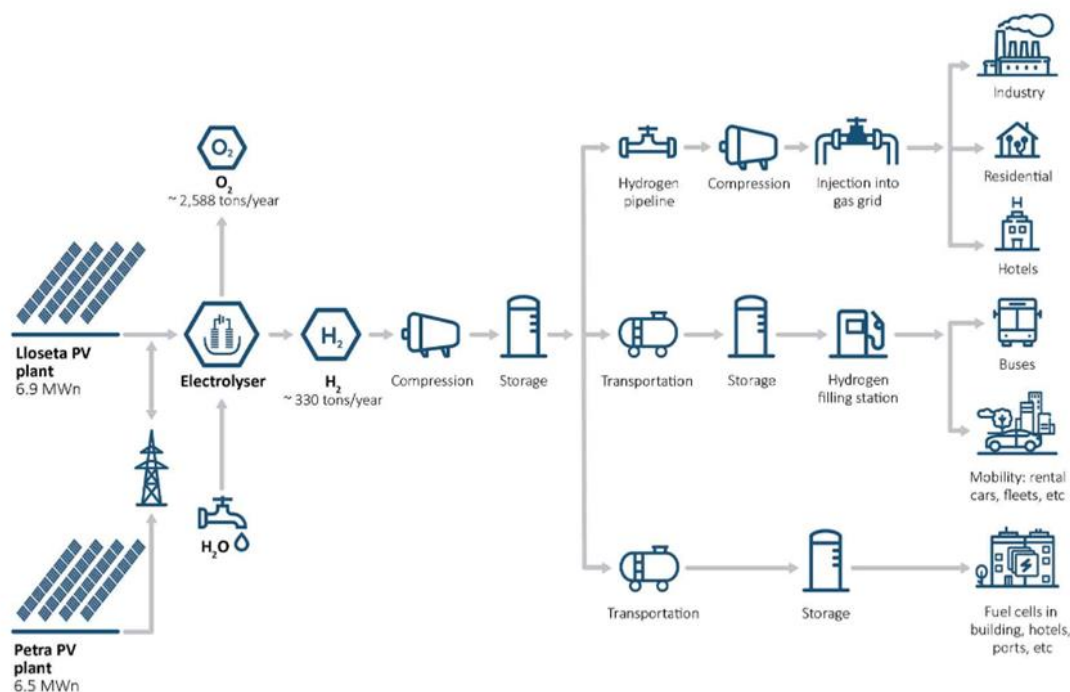 Industry
O₂
O₂
~ 2,588 tons/year
Hydrogen
pipeline
Compression
Injection into
gas grid
Residential
H
Hotels
Lloseta PV
plant
6.9 MWn
Electrolyser
H₂
H₂
~ 330 tons/year
Compression
Storage
Transportation
Storage
Hydrogen
filling station
Buses
Mobility: rental
cars, fleets, etc
H₂O
Petra PV
plant
6.5 MWn
Transportation
Storage
Fuel cells in
building, hotels,
ports, etc